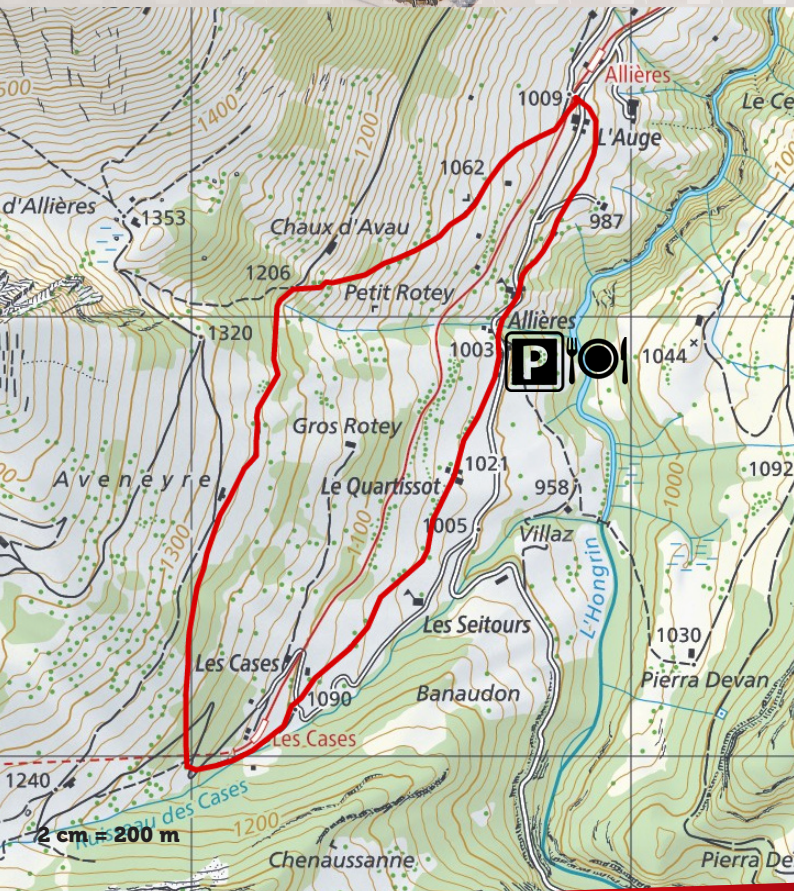 Allières
500
1400
1009
Le Ce
1200
L'Auge
100
1062
d'Allières
1353
987
Chaux d'Avau
1206
Petit Rotey
Allières
1320
1003
P
1044
Gros Rotey
1021
1092
Aveneyre
Le Quartissot
958
1000
1005
1100
Villaz
1300
L'Hongrin
Les Seitours
1030
Les Cases
Pierra Devan
1090
Banaudon
Les Cases
1240
Ruisseau des Cases
1200
2 cm = 200 m
Chenaussanne
Pierra De